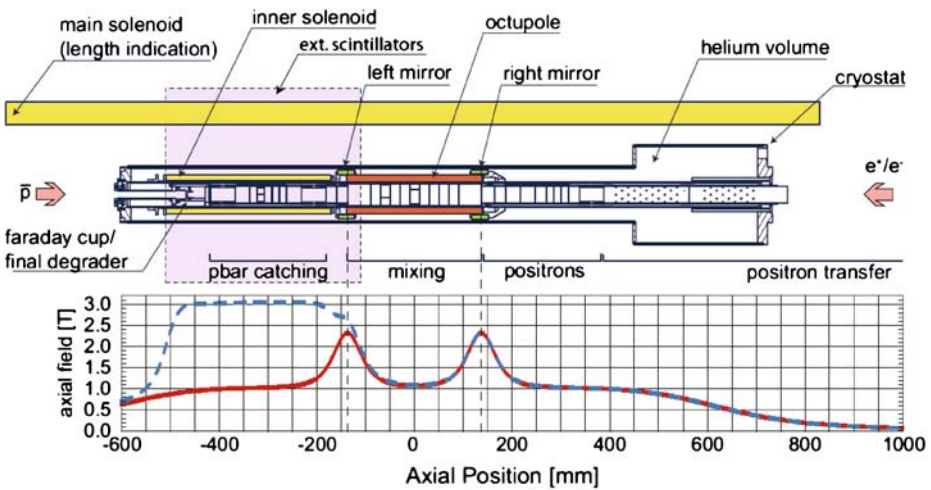 main solenoid
(length indication)
inner solenoid
ext. scintillators
left mirror
octupole
right mirror
helium volume
cryostat
p̅
e⁺/e⁻
faraday cup/
final degrader
pbar catching
mixing
positrons
positron transfer
axial field [T]
3.0
2.5
2.0
1.5
1.0
0.5
0.0
-600 -400 -200 0 200 400 600 800 1000
Axial Position [mm]